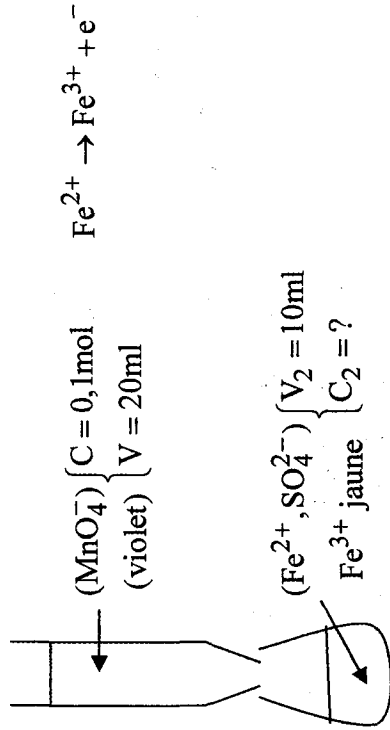 (MnO₄⁻) { C = 0,1mol
(violet) { V = 20ml
Fe²⁺ → Fe³⁺ + e⁻
(Fe²⁺, SO₄²⁻) { V₂ = 10ml
Fe³⁺ jaune { C₂ = ?